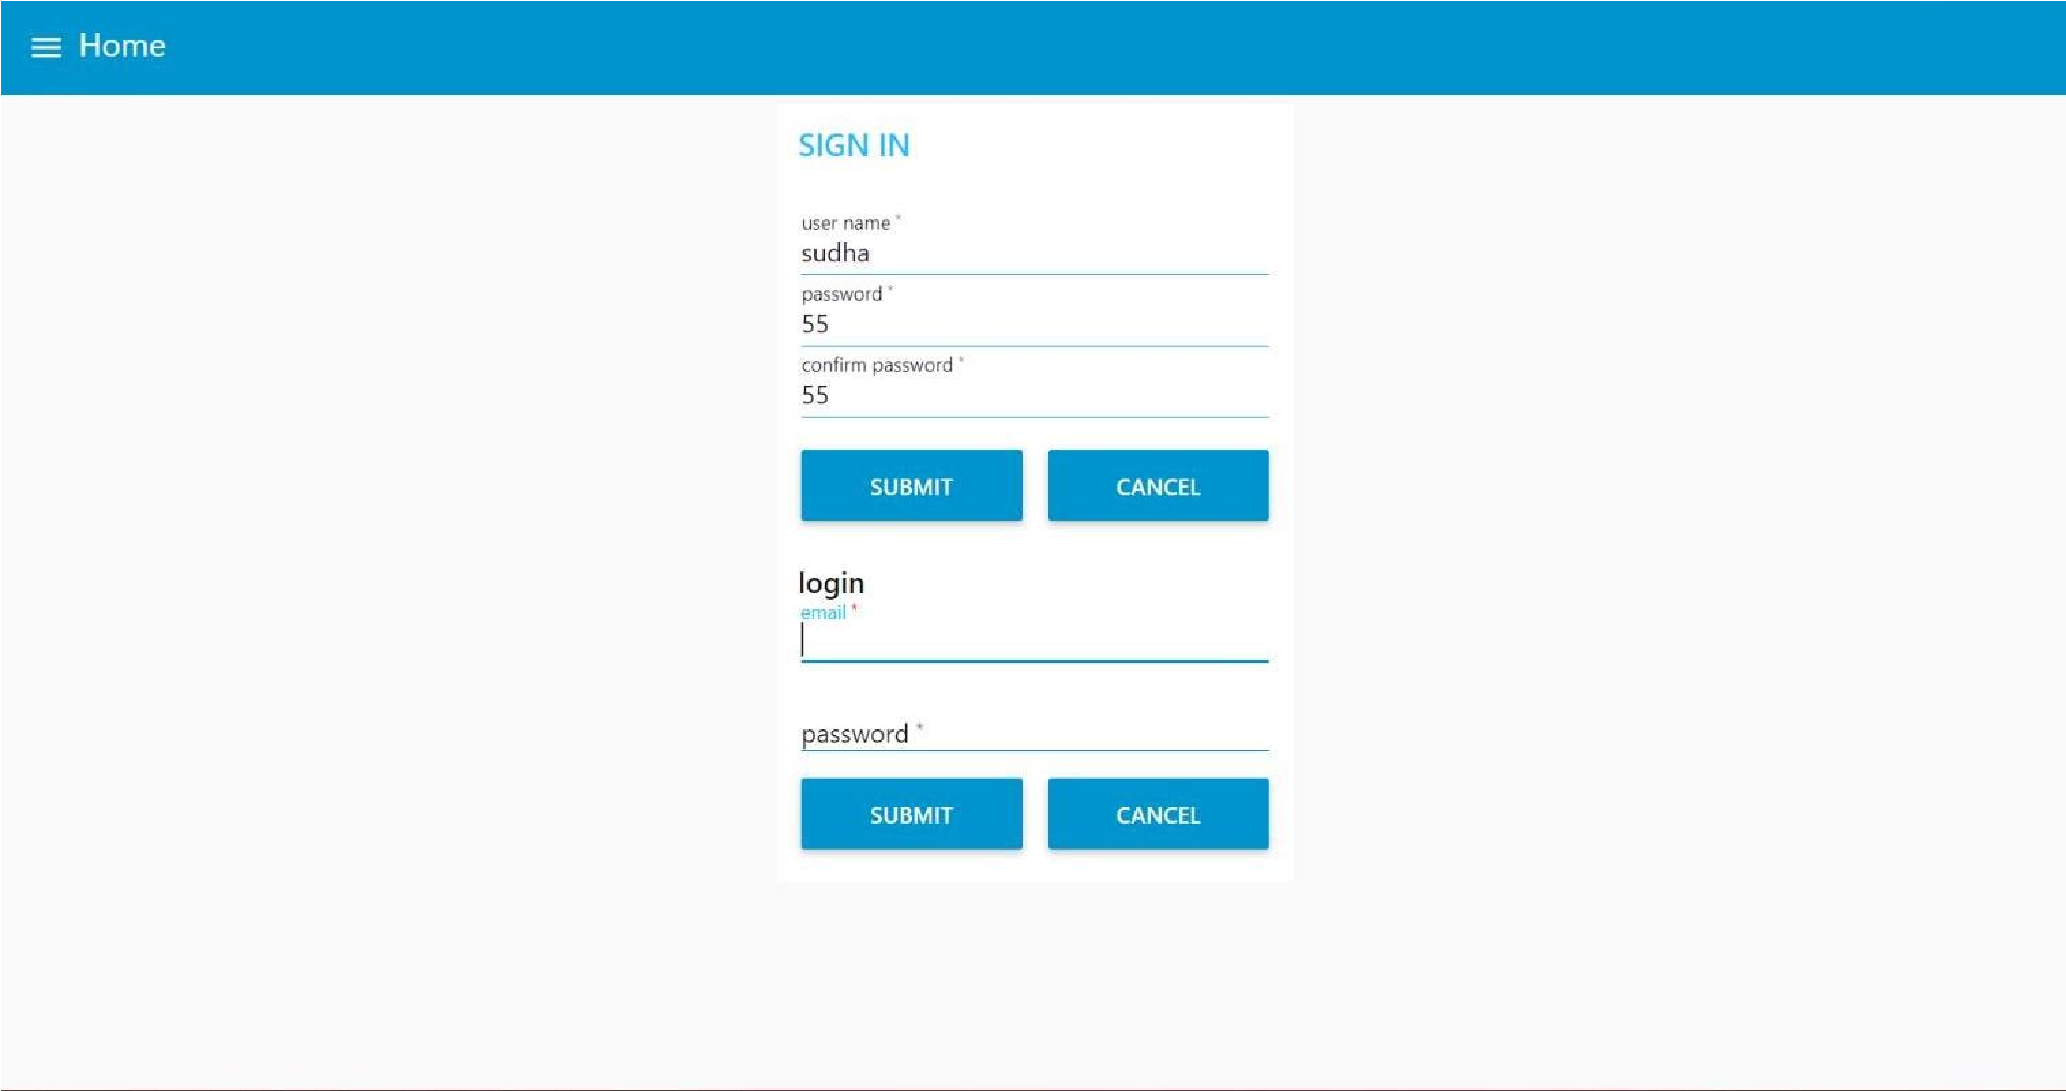 Home
SIGN IN
user name *
sudha
password *
55
confirm password *
55
SUBMIT CANCEL
login
email *
password *
SUBMIT CANCEL